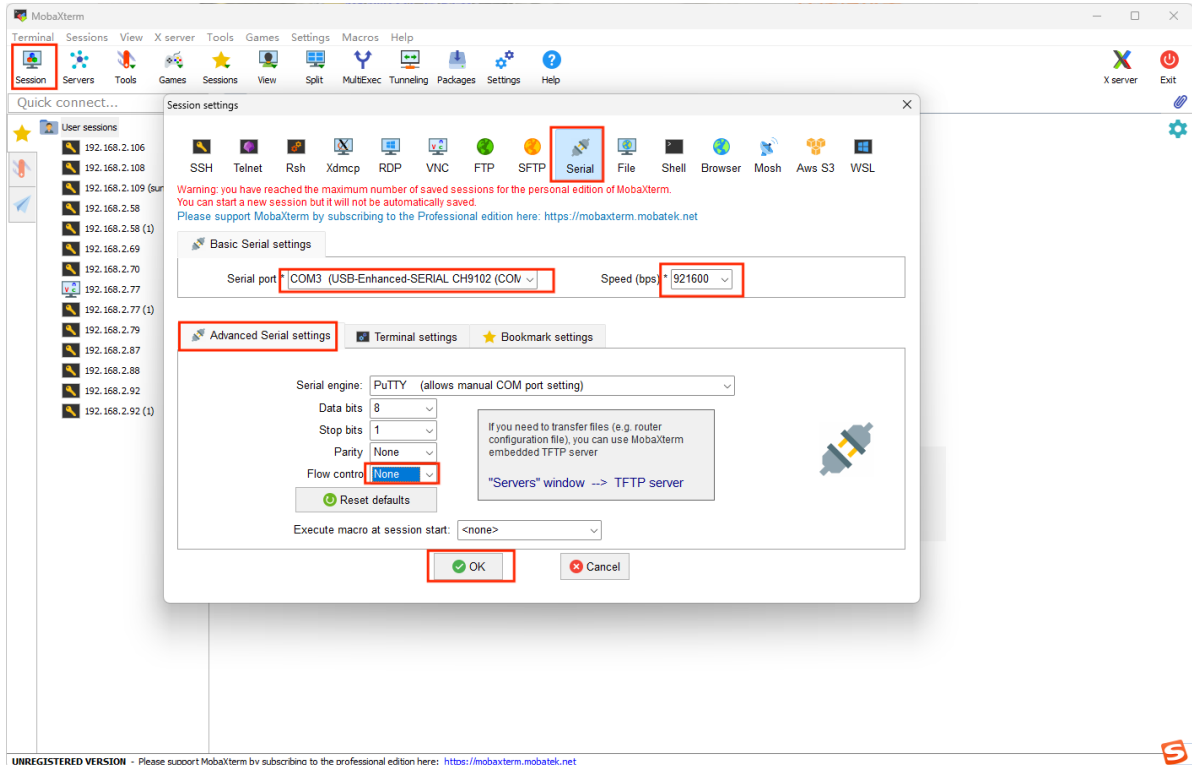 MobaXterm
Terminal Sessions View X server Tools Games Settings Macros Help
Session Servers Tools Games Sessions View Split MultiExec Tunneling Packages Settings Help X server Exit
Quick connect...
Session settings
User sessions
192.168.2.106
192.168.2.108
192.168.2.109 (sur
192.168.2.58
192.168.2.58 (1)
192.168.2.69
192.168.2.70
192.168.2.77
192.168.2.77 (1)
192.168.2.79
192.168.2.87
192.168.2.88
192.168.2.92
192.168.2.92 (1)
SSH Telnet Rsh Xdmcp RDP VNC FTP SFTP Serial File Shell Browser Mosh Aws S3 WSL
Warning: you have reached the maximum number of saved sessions for the personal edition of MobaXterm.
You can start a new session but it will not be automatically saved.
Please support MobaXterm by subscribing to the Professional edition here: https://mobaxterm.mobatek.net
Basic Serial settings
Serial port * COM3 (USB-Enhanced-SERIAL CH9102 (COM Speed (bps) * 921600
Advanced Serial settings Terminal settings Bookmark settings
Serial engine: PuTTY (allows manual COM port setting)
Data bits 8
Stop bits 1
Parity None
Flow control None
Reset defaults
If you need to transfer files (e.g. router
configuration file), you can use MobaXterm
embedded TFTP server
"Servers" window --> TFTP server
Execute macro at session start: <none>
OK Cancel
UNREGISTERED VERSION - Please support MobaXterm by subscribing to the professional edition here: https://mobaxterm.mobatek.net